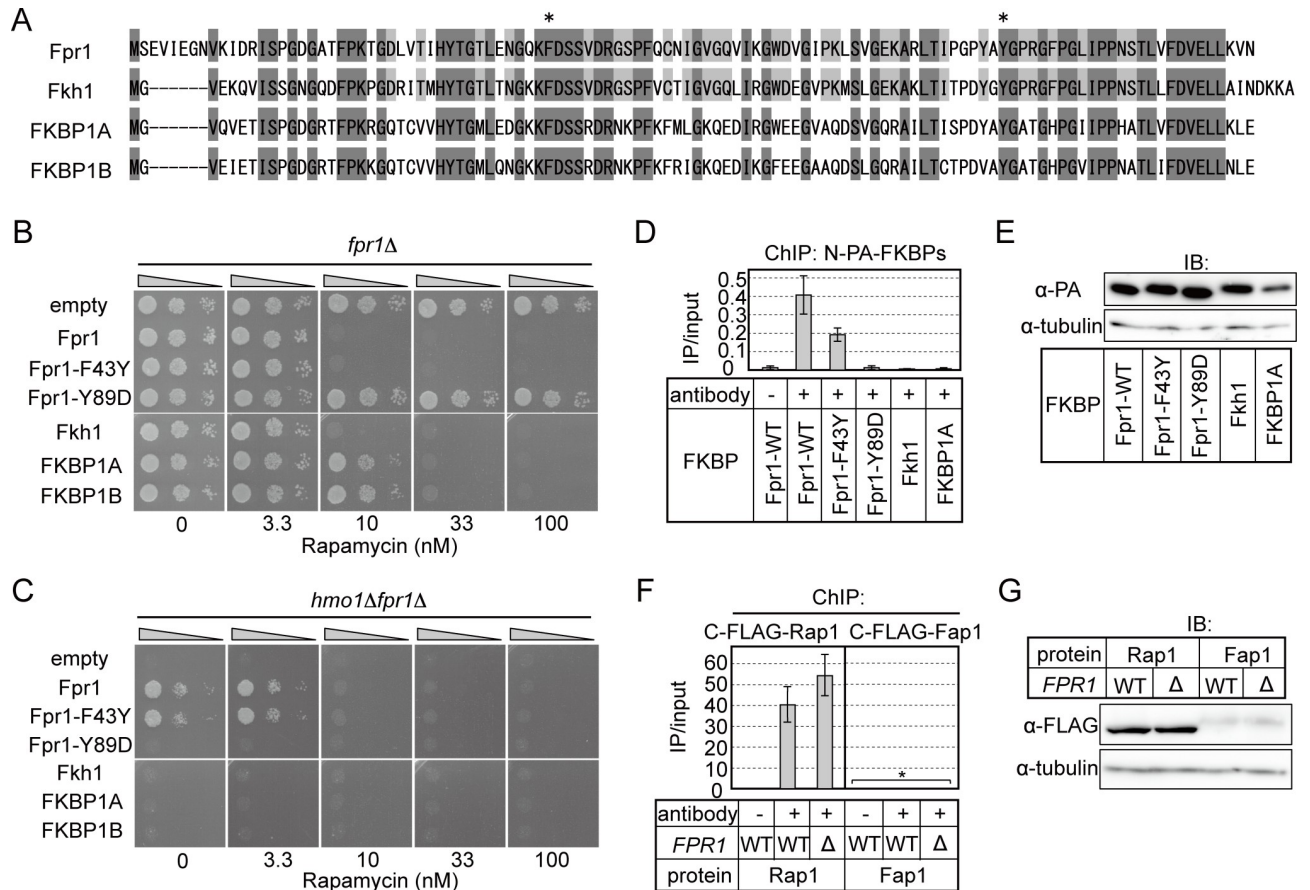 A
*
*
Fpr1 MSEVIEGNVKIDRISPGDGATFPKTGDLVTIHYTGTLENGQKFDSSVDRGSPFQCNIGVGQVIKGWDVGIPKLSVGEKARLTIPGPYAYGPRGFPGLIPPNSTLVFDVELLKVN
Fkh1 MG------VEKQVISSGNGQDFPKPGDRITMHYTGTLTNGKKFDSSVDRGSPFVCTIGVGQLIRGWDEGVPKMSLGEKAKLTITPDYGYGPRGFPGLIPPNSTLLFDVELLAINDKKA
FKBP1A MG------VQVETISPGDGRTFPKRGQTCVVHYTGMLEDGKKFDSSRDRNKPFKFMLGKQEDIRGWEEGVAQDSVGQRAILTISPDYAYGATGHPGIIPPHATLVFDVELLKLE
FKBP1B MG------VEIETISPGDGRTFPKKGQTCVVHYTGMLQNGKKFDSSRDRNKPFKFRIGKQEDIKGFEEGAAQDSLGQRAILTCTPDVAYGATGHPGVIPPNATLIFDVELLNLE
B
fpr1Δ
empty
Fpr1
Fpr1-F43Y
Fpr1-Y89D
Fkh1
FKBP1A
FKBP1B
0 3.3 10 33 100
Rapamycin (nM)
C
hmo1Δfpr1Δ
empty
Fpr1
Fpr1-F43Y
Fpr1-Y89D
Fkh1
FKBP1A
FKBP1B
0 3.3 10 33 100
Rapamycin (nM)
D
ChIP: N-PA-FKBPs
IP/input
0.5
0.4
0.3
0.2
0.1
0
antibody - + + + + +
FKBP Fpr1-WT Fpr1-WT Fpr1-F43Y Fpr1-Y89D Fkh1 FKBP1A
E
IB:
α-PA
α-tubulin
FKBP Fpr1-WT Fpr1-F43Y Fpr1-Y89D Fkh1 FKBP1A
F
ChIP:
C-FLAG-Rap1 C-FLAG-Fap1
IP/input
60
50
40
30
20
10
0
*
antibody - + + - + +
FPR1 WT WT Δ WT WT Δ
protein Rap1 Fap1
G
IB:
protein Rap1 Fap1
FPR1 WT Δ WT Δ
α-FLAG
α-tubulin